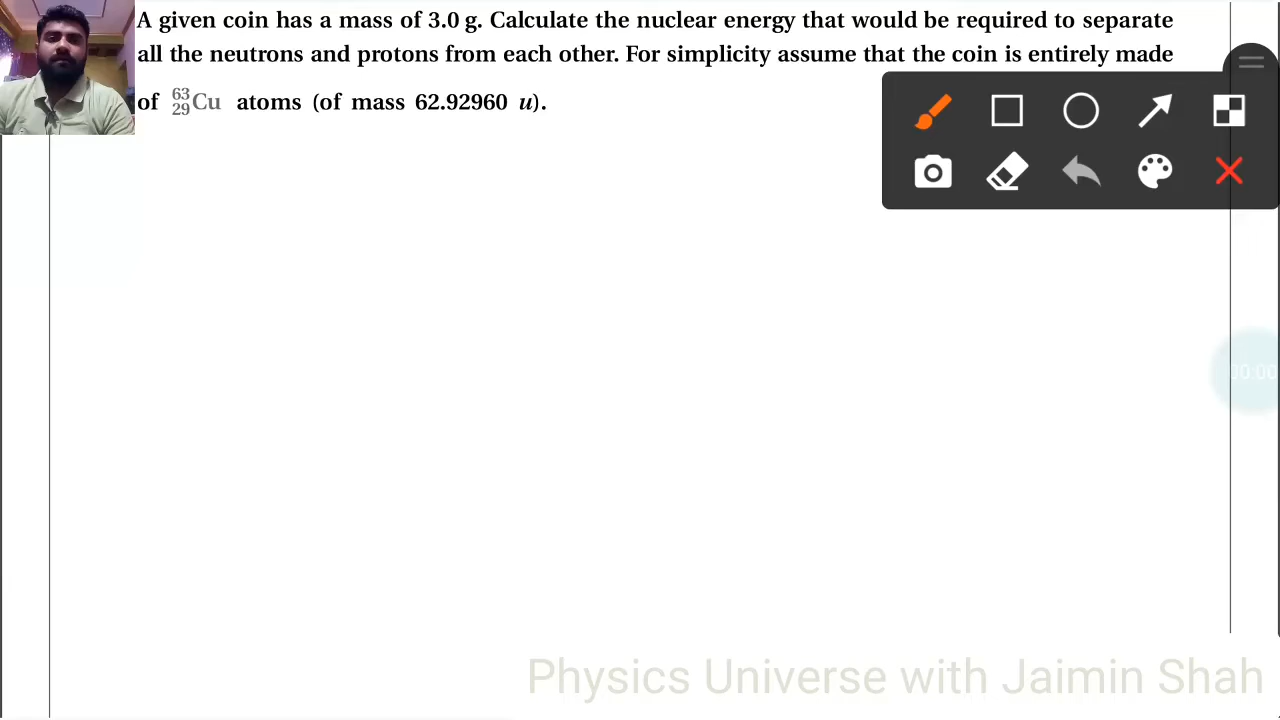 A given coin has a mass of 3.0 g. Calculate the nuclear energy that would be required to separate
all the neutrons and protons from each other. For simplicity assume that the coin is entirely made
of ⁶³₂₉Cu atoms (of mass 62.92960 u).
00:00
Physics Universe with Jaimin Shah